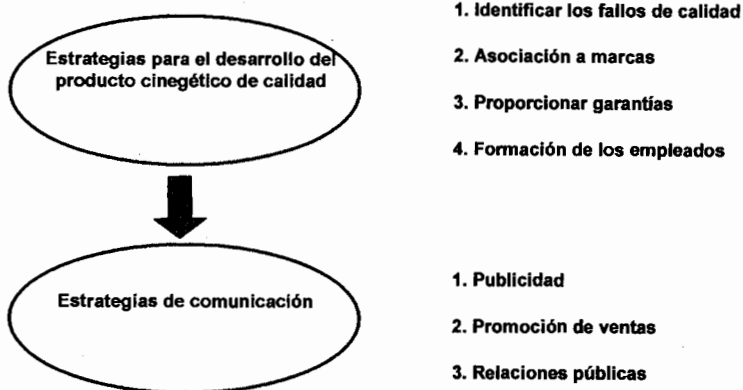 Estrategias para el desarrollo del
producto cinegético de calidad
1. Identificar los fallos de calidad
2. Asociación a marcas
3. Proporcionar garantías
4. Formación de los empleados
Estrategias de comunicación
1. Publicidad
2. Promoción de ventas
3. Relaciones públicas